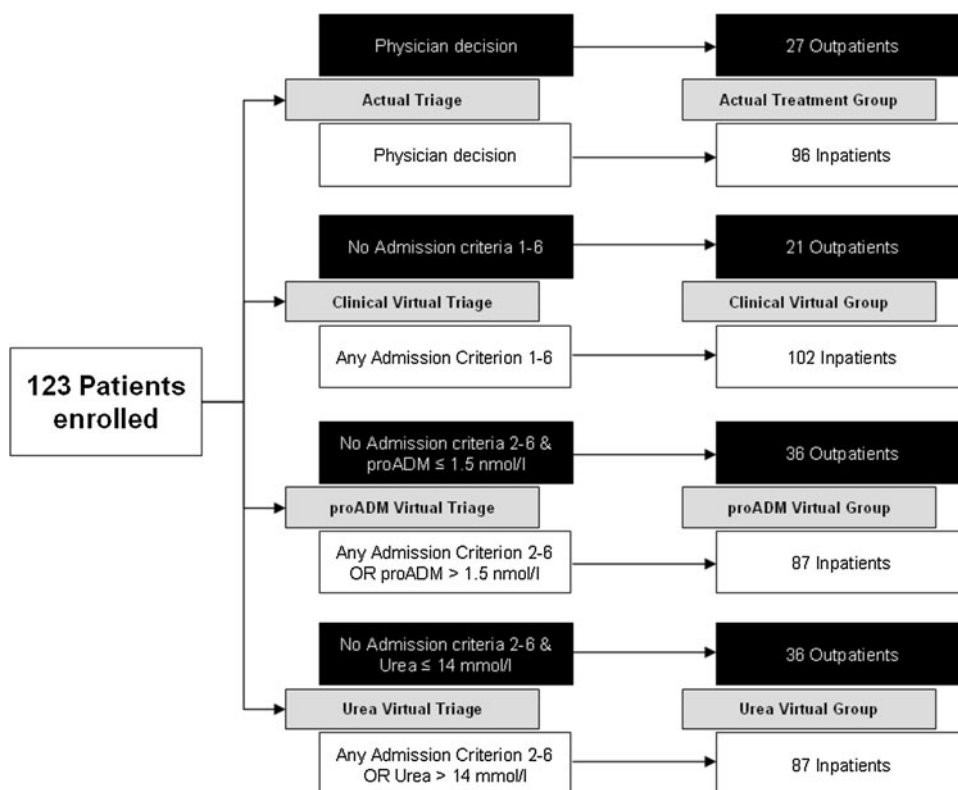 123 Patients
enrolled
Physician decision
27 Outpatients
Actual Triage
Actual Treatment Group
Physician decision
96 Inpatients
No Admission criteria 1-6
21 Outpatients
Clinical Virtual Triage
Clinical Virtual Group
Any Admission Criterion 1-6
102 Inpatients
No Admission criteria 2-6 &
proADM ≤ 1.5 nmol/l
36 Outpatients
proADM Virtual Triage
proADM Virtual Group
Any Admission Criterion 2-6
OR proADM > 1.5 nmol/l
87 Inpatients
No Admission criteria 2-6 &
Urea ≤ 14 mmol/l
36 Outpatients
Urea Virtual Triage
Urea Virtual Group
Any Admission Criterion 2-6
OR Urea > 14 mmol/l
87 Inpatients